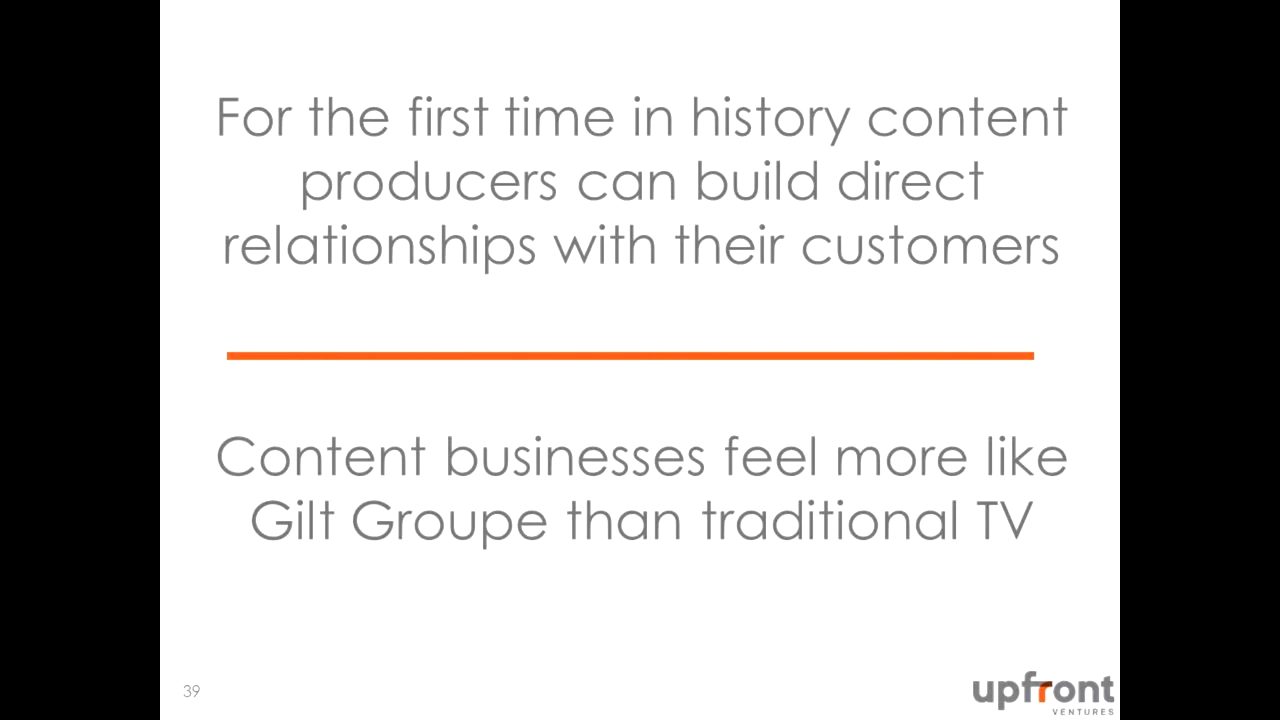 For the first time in history content
producers can build direct
relationships with their customers
Content businesses feel more like
Gilt Groupe than traditional TV
39
upfront
VENTURES